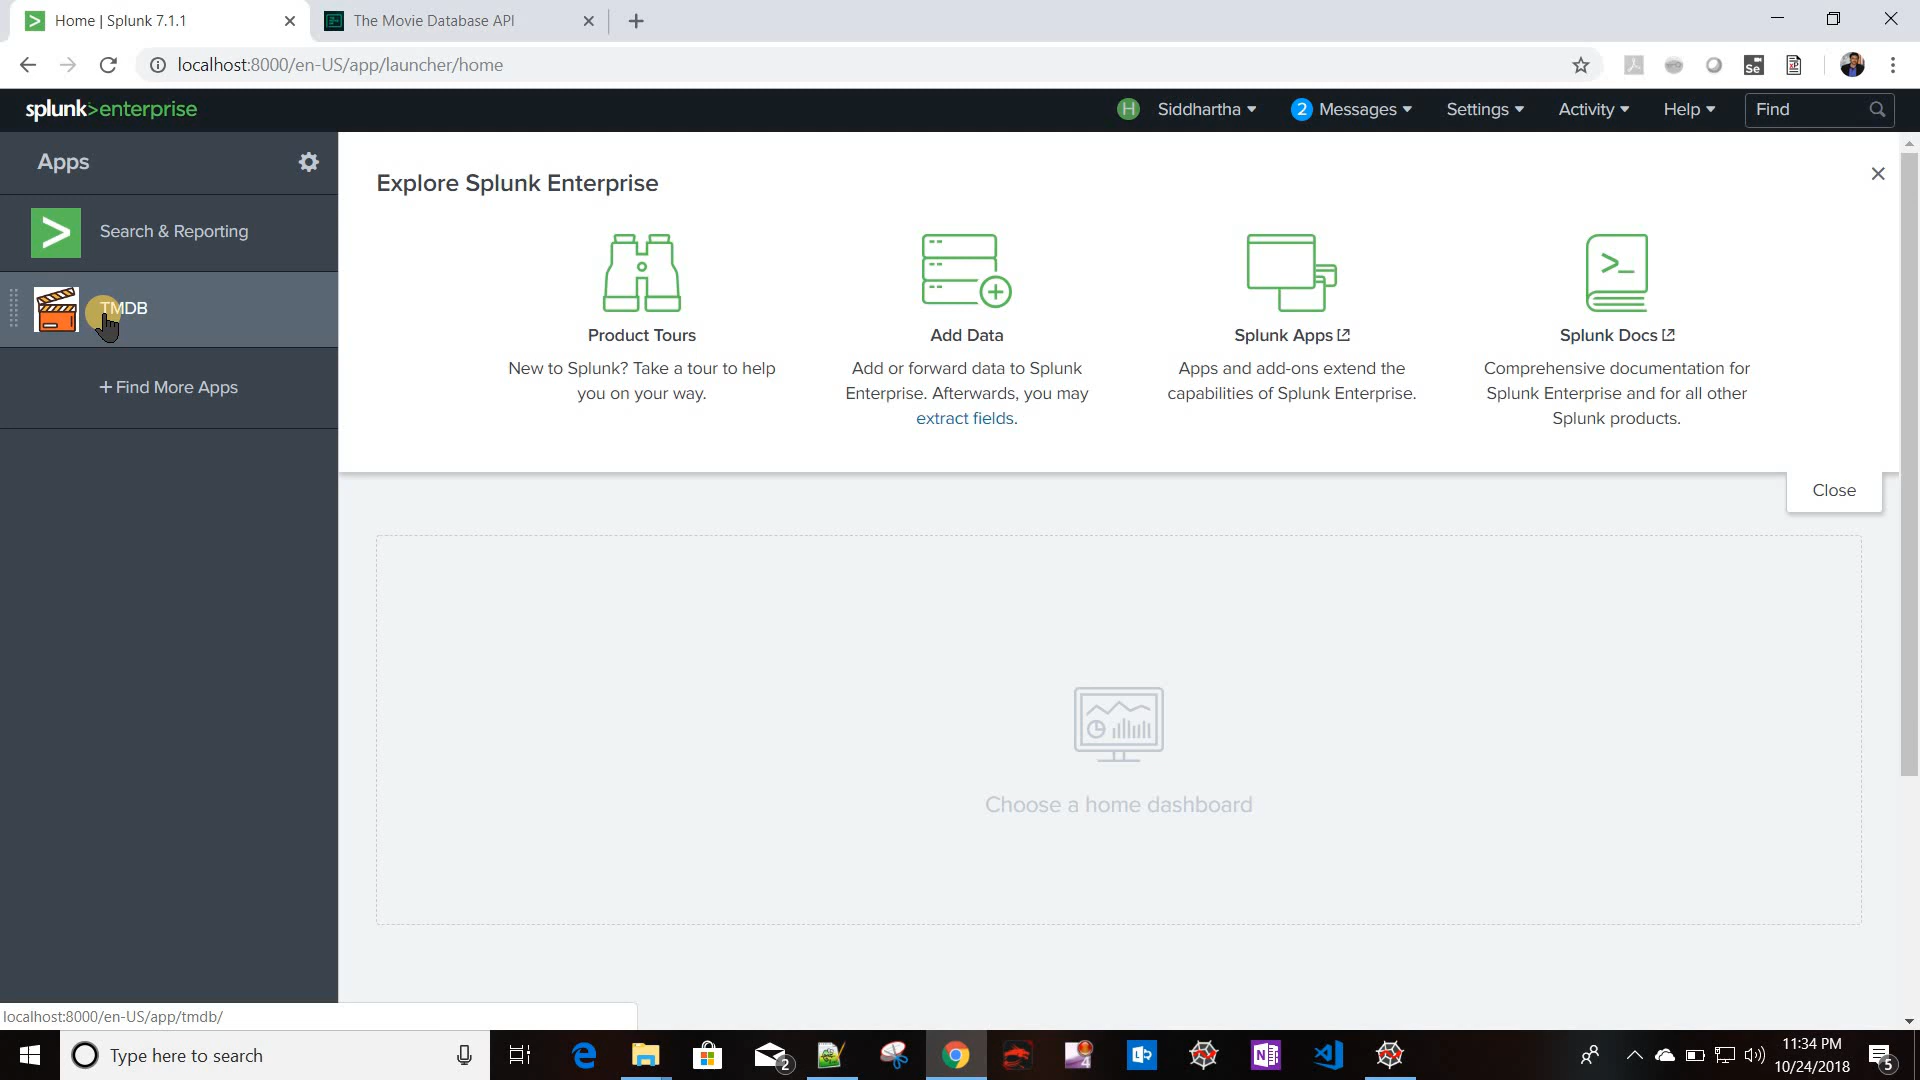 Home | Splunk 7.1.1
The Movie Database API
localhost:8000/en-US/app/launcher/home
splunk>enterprise
H Siddhartha
2 Messages
Settings
Activity
Help
Find
Apps
Search & Reporting
TMDB
+ Find More Apps
Explore Splunk Enterprise
Product Tours
New to Splunk? Take a tour to help
you on your way.
Add Data
Add or forward data to Splunk
Enterprise. Afterwards, you may
extract fields.
Splunk Apps
Apps and add-ons extend the
capabilities of Splunk Enterprise.
Splunk Docs
Comprehensive documentation for
Splunk Enterprise and for all other
Splunk products.
Close
Choose a home dashboard
localhost:8000/en-US/app/tmdb/
Type here to search
2
11:34 PM
10/24/2018
5